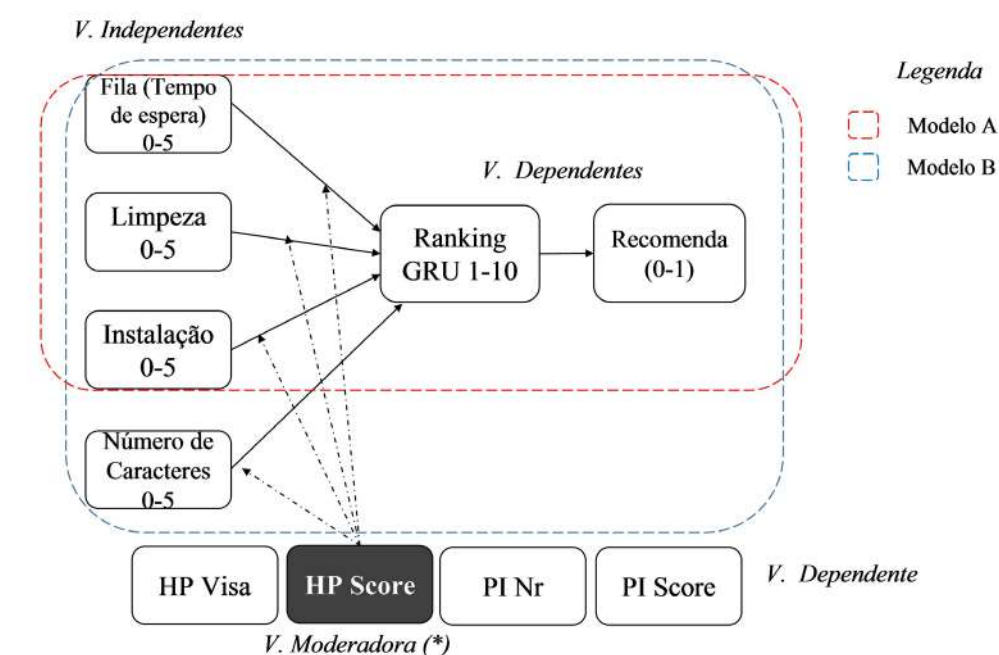 V. Independentes
Fila (Tempo
de espera)
0-5
Legenda
Modelo A
Modelo B
V. Dependentes
Limpeza
0-5
Ranking
GRU 1-10
Recomenda
(0-1)
Instalação
0-5
Número de
Caracteres
0-5
HP Visa
HP Score
PI Nr
PI Score
V. Dependente
V. Moderadora (*)